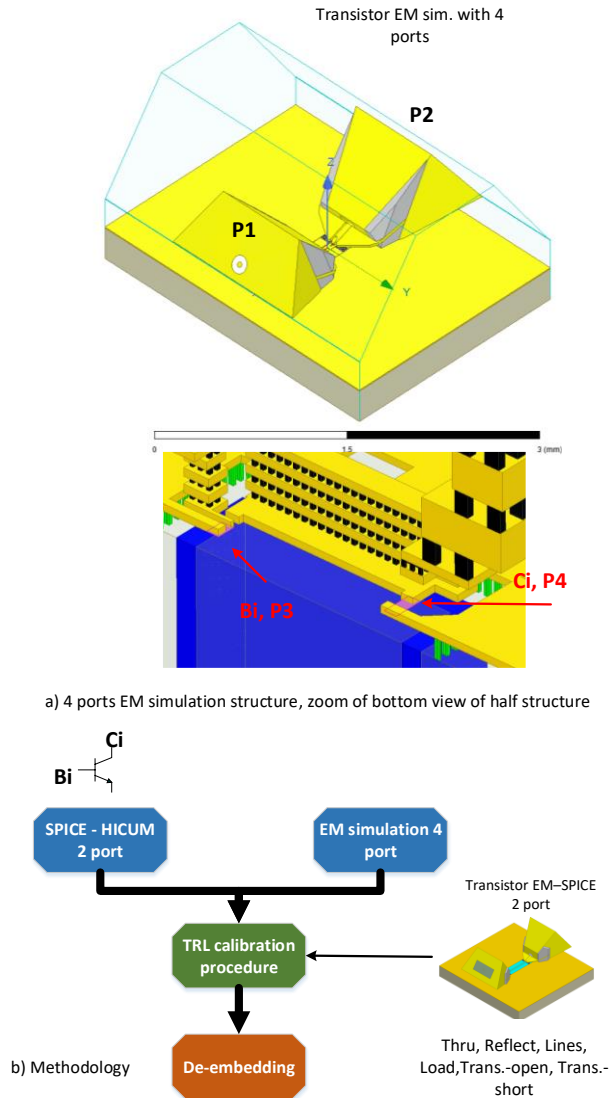 Transistor EM sim. with 4
ports
P2
Z
P1
Y
0
1.5
3 (mm)
Ci, P4
Bi, P3
a) 4 ports EM simulation structure, zoom of bottom view of half structure
Ci
Bi
SPICE - HICUM
2 port
EM simulation 4
port
Transistor EM–SPICE
2 port
TRL calibration
procedure
Thru, Reflect, Lines,
Load,Trans.-open, Trans.-
short
b) Methodology
De-embedding